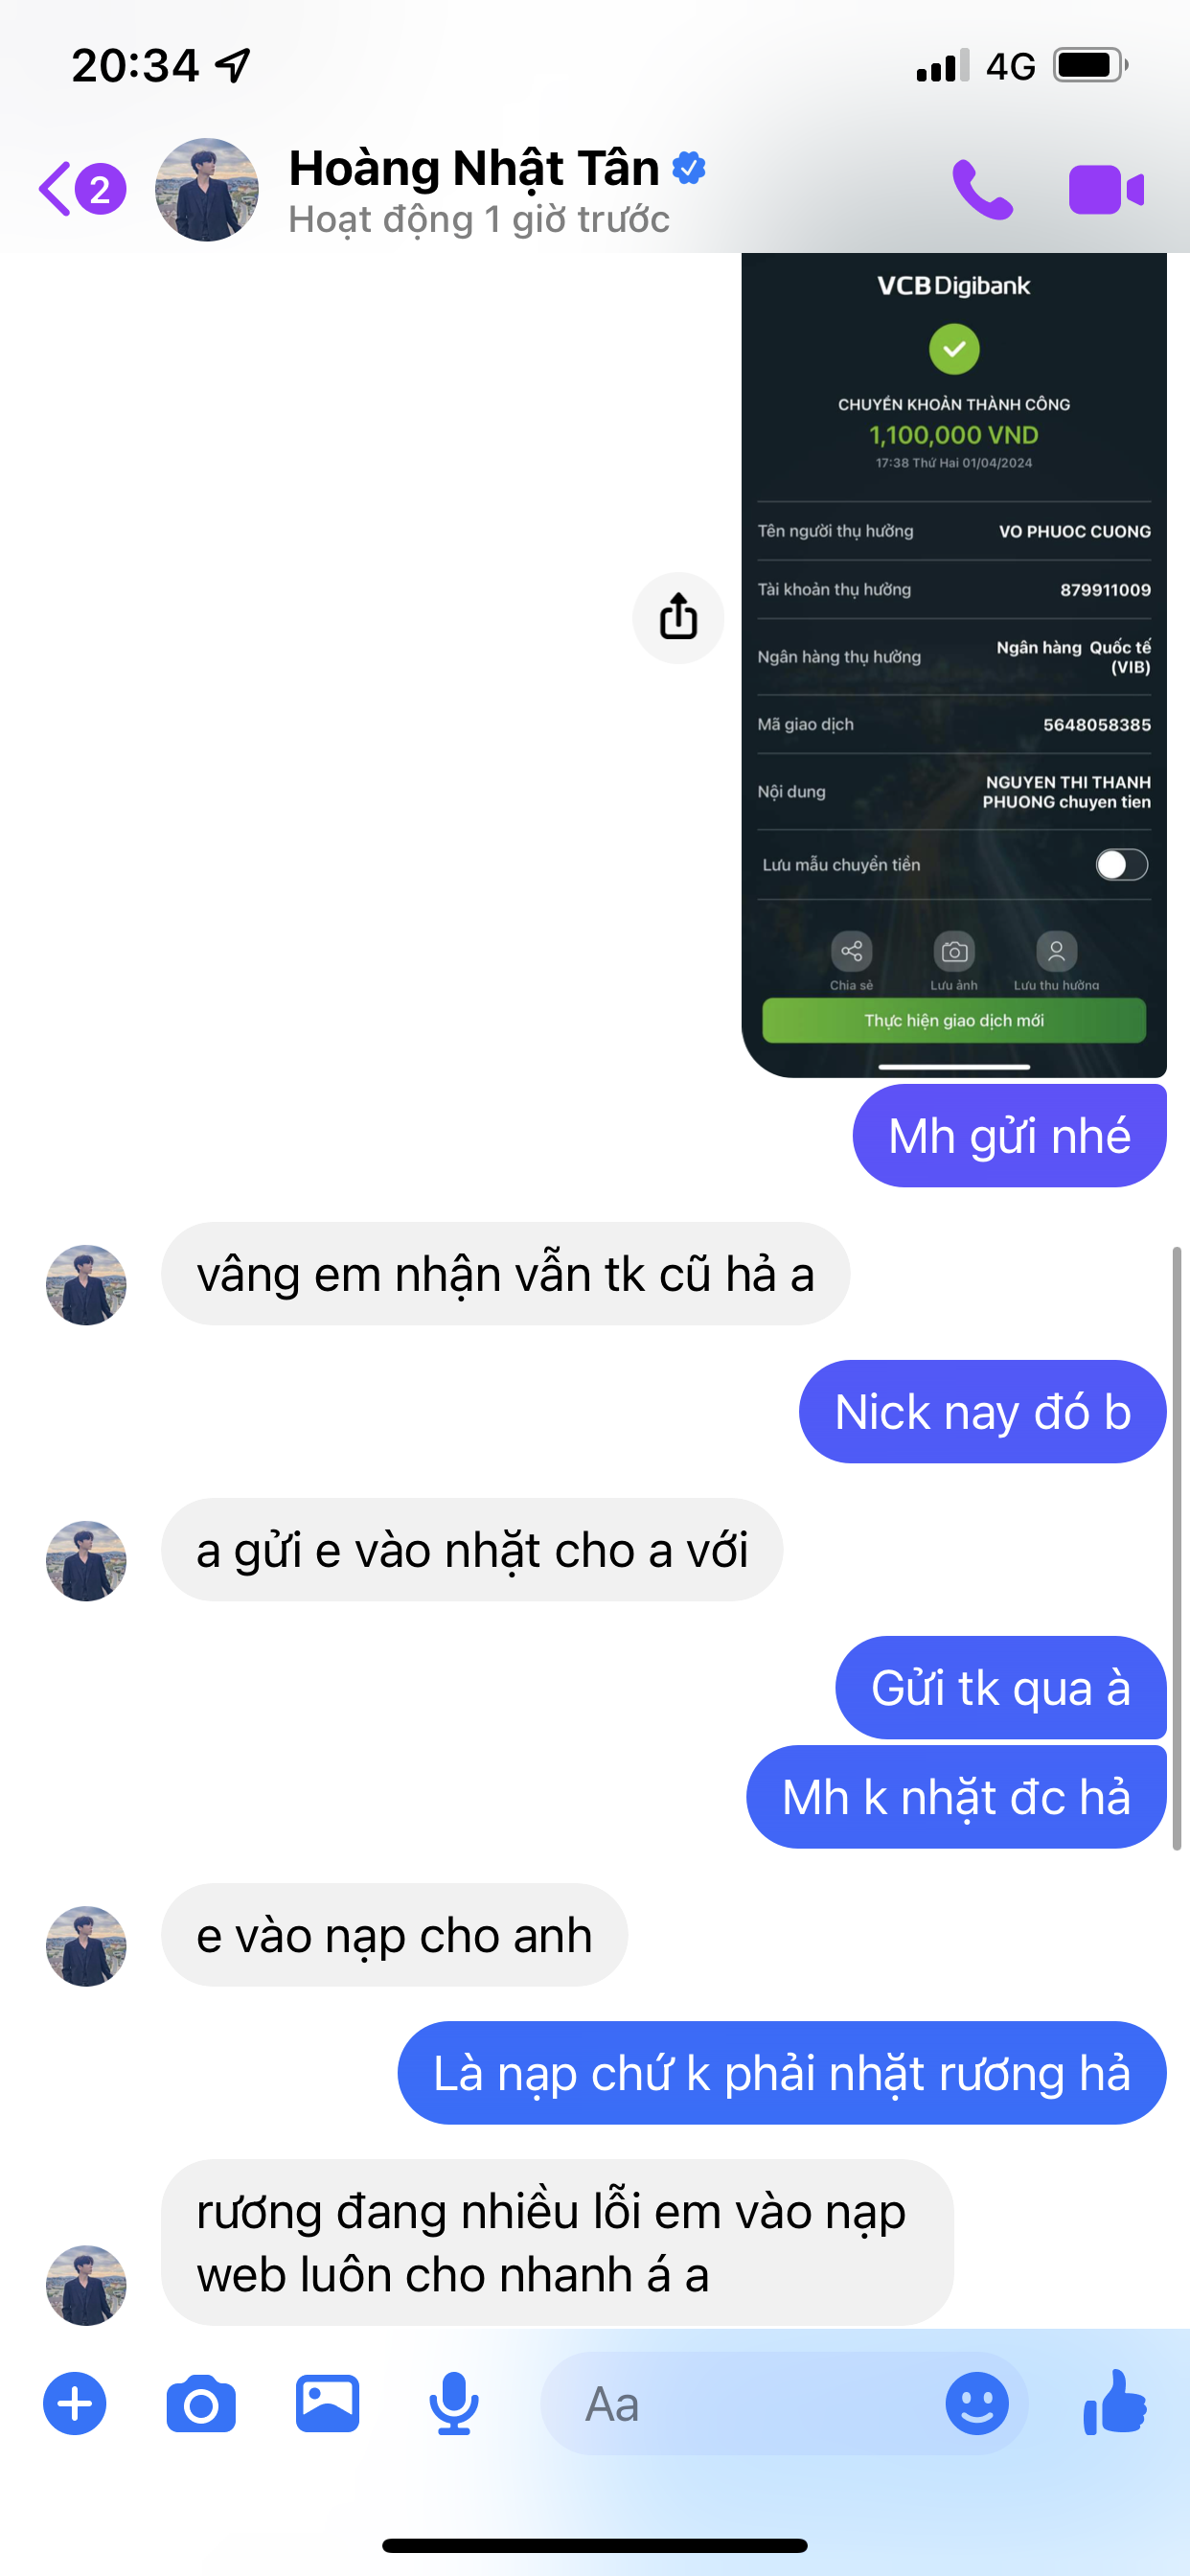 20:34
4G
2
Hoàng Nhật Tân
Hoạt động 1 giờ trước
VCB Digibank
CHUYỂN KHOẢN THÀNH CÔNG
1,100,000 VND
17:38 Thứ Hai 01/04/2024
Tên người thụ hưởng
VO PHUOC CUONG
Tài khoản thụ hưởng
879911009
Ngân hàng thụ hưởng
Ngân hàng Quốc tế
(VIB)
Mã giao dịch
5648058385
Nội dung
NGUYEN THI THANH
PHUONG chuyen tien
Lưu mẫu chuyển tiền
Chia sẻ
Lưu ảnh
Lưu thụ hưởng
Thực hiện giao dịch mới
Mh gửi nhé
vâng em nhận vẫn tk cũ hả a
Nick nay đó b
a gửi e vào nhặt cho a với
Gửi tk qua à
Mh k nhặt đc hả
e vào nạp cho anh
Là nạp chứ k phải nhặt rương hả
rương đang nhiều lỗi em vào nạp
web luôn cho nhanh á a
Aa